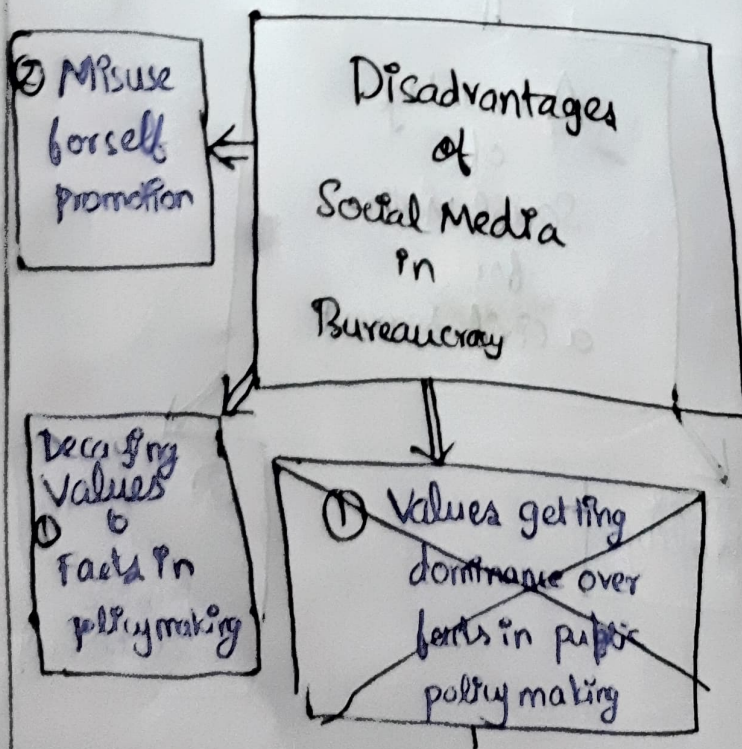 Disadvantages
of
Social Media
in
Bureaucracy
② Misuse
for self
promotion
Decaying
Values
①
Facts in
policymaking
① Values getting
dominance over
facts in public
policy making